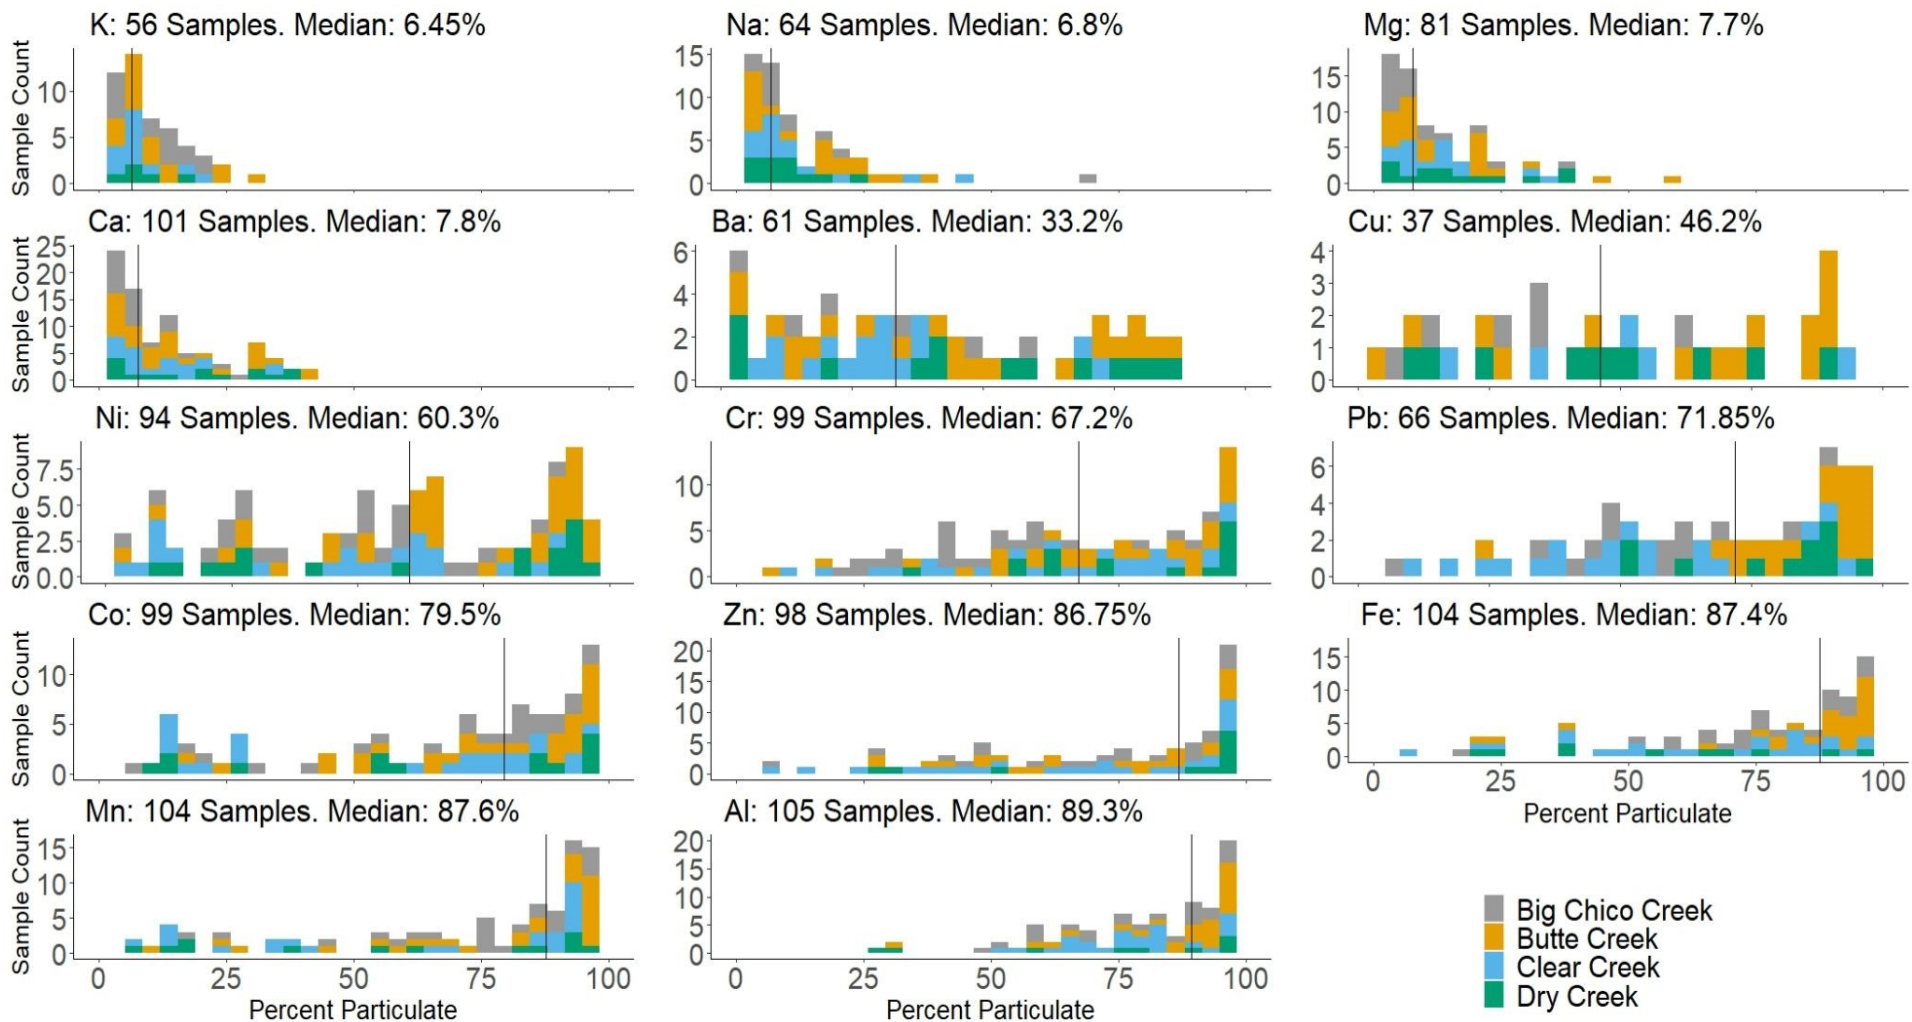 K: 56 Samples. Median: 6.45%
Na: 64 Samples. Median: 6.8%
Mg: 81 Samples. Median: 7.7%
Sample Count
10
5
0
15
10
5
0
15
10
5
0
Ca: 101 Samples. Median: 7.8%
Ba: 61 Samples. Median: 33.2%
Cu: 37 Samples. Median: 46.2%
Sample Count
25
20
15
10
5
0
6
4
2
0
4
3
2
1
0
Ni: 94 Samples. Median: 60.3%
Cr: 99 Samples. Median: 67.2%
Pb: 66 Samples. Median: 71.85%
Sample Count
7.5
5.0
2.5
0.0
10
5
0
6
4
2
0
Co: 99 Samples. Median: 79.5%
Zn: 98 Samples. Median: 86.75%
Fe: 104 Samples. Median: 87.4%
Sample Count
10
5
0
20
15
10
5
0
15
10
5
0
0 25 50 75 100
Percent Particulate
Mn: 104 Samples. Median: 87.6%
Al: 105 Samples. Median: 89.3%
Sample Count
15
10
5
0
20
15
10
5
0
0 25 50 75 100
0 25 50 75 100
Percent Particulate
Percent Particulate
Big Chico Creek
Butte Creek
Clear Creek
Dry Creek